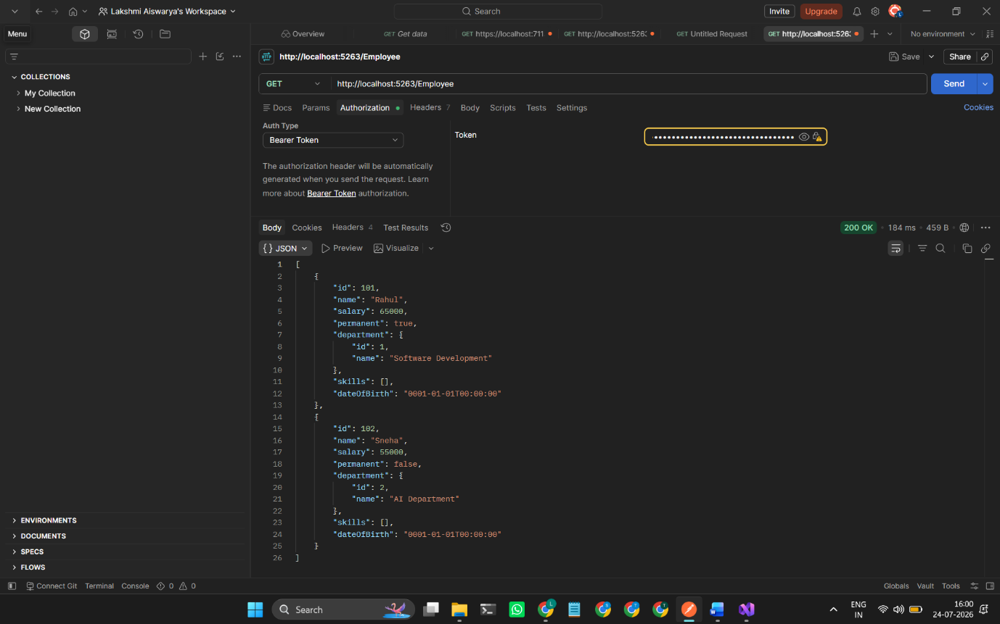 Lakshmi Aiswarya's Workspace
Search
Invite
Upgrade
Menu
Overview
GET Get data
GET https://localhost:711
GET http://localhost:526
GET Untitled Request
GET http://localhost:526
No environment
HTTP
http://localhost:5263/Employee
Save
Share
COLLECTIONS
My Collection
New Collection
GET
http://localhost:5263/Employee
Send
Docs
Params
Authorization
Headers 7
Body
Scripts
Tests
Settings
Cookies
Auth Type
Bearer Token
Token
The authorization header will be automatically
generated when you send the request. Learn
more about Bearer Token authorization.
Body
Cookies
Headers 4
Test Results
200 OK
184 ms
459 B
{ } JSON
Preview
Visualize
1 [
2 {
3 "id": 101,
4 "name": "Rahul",
5 "salary": 65000,
6 "permanent": true,
7 "department": {
8 "id": 1,
9 "name": "Software Development"
10 },
11 "skills": [],
12 "dateOfBirth": "0001-01-01T00:00:00"
13 },
14 {
15 "id": 102,
16 "name": "Sneha",
17 "salary": 55000,
18 "permanent": false,
19 "department": {
20 "id": 2,
21 "name": "AI Department"
22 },
23 "skills": [],
24 "dateOfBirth": "0001-01-01T00:00:00"
25 }
26 ]
ENVIRONMENTS
DOCUMENTS
SPECS
FLOWS
Connect Git
Terminal
Console
0
0
Globals
Vault
Tools
Search
ENG
IN
16:00
24-07-2026